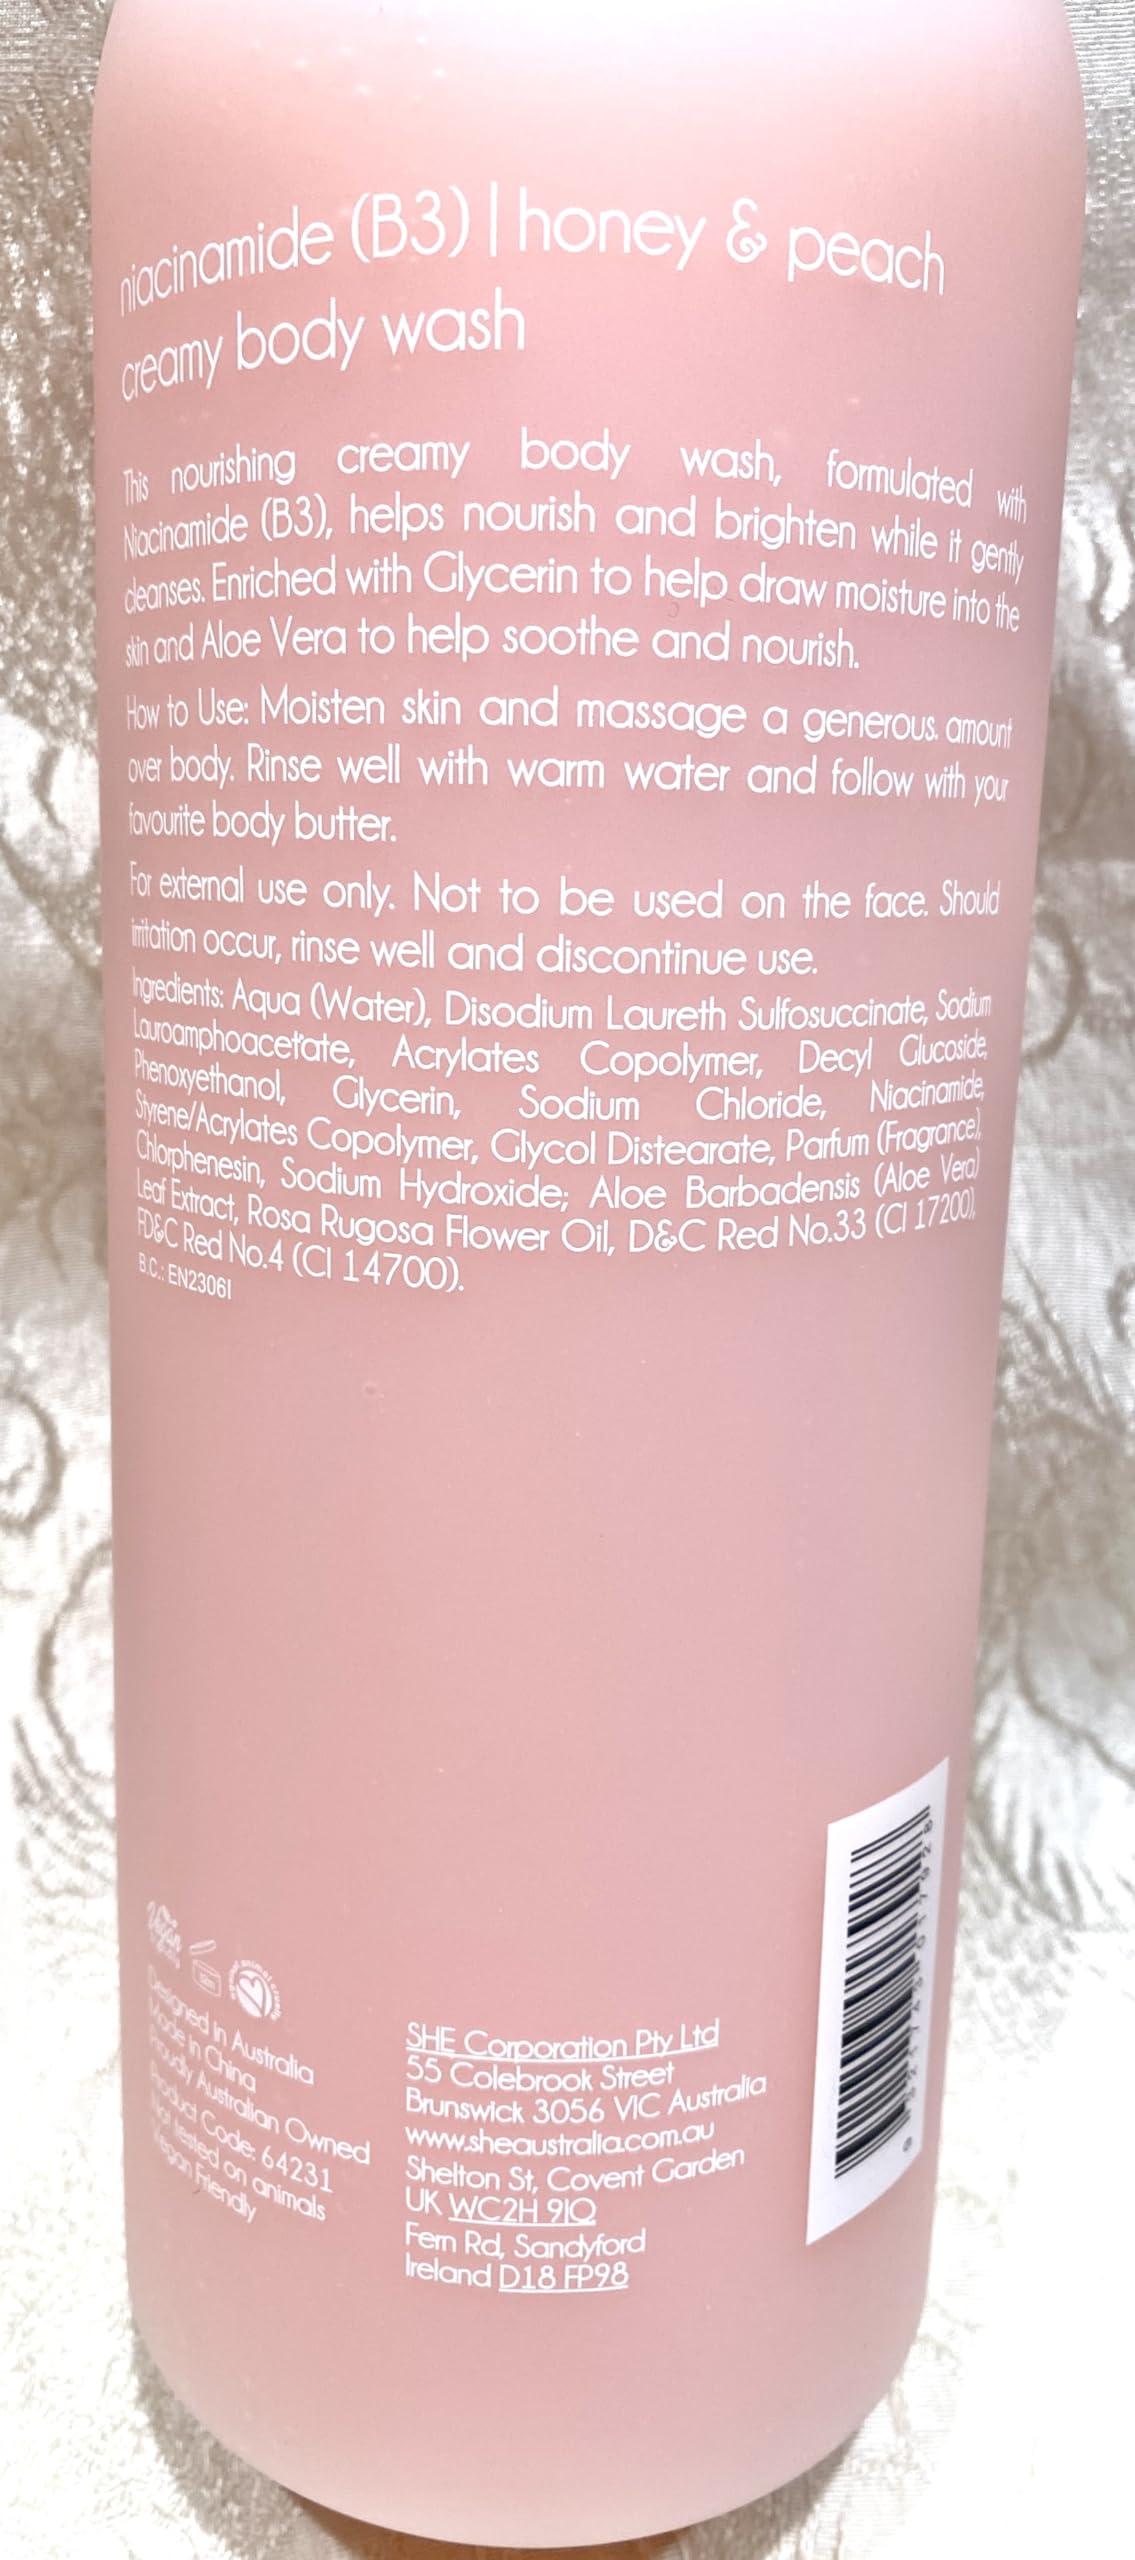 niacinamide (B3) | honey & peach
creamy body wash
This nourishing creamy body wash, formulated with
Niacinamide (B3), helps nourish and brighten while it gently
cleanses. Enriched with Glycerin to help draw moisture into the
skin and Aloe Vera to help soothe and nourish.
How to Use: Moisten skin and massage a generous. amount
over body. Rinse well with warm water and follow with your
favourite body butter.
For external use only. Not to be used on the face. Should
irritation occur, rinse well and discontinue use.
Ingredients: Aqua (Water), Disodium Laureth Sulfosuccinate, Sodium
Lauroamphoacetate, Acrylates Copolymer, Decyl Glucoside,
Phenoxyethanol, Glycerin, Sodium Chloride, Niacinamide,
Styrene/Acrylates Copolymer, Glycol Distearate, Parfum (Fragrance),
Chlorphenesin, Sodium Hydroxide; Aloe Barbadensis (Aloe Vera)
Leaf Extract, Rosa Rugosa Flower Oil, D&C Red No.33 (CI 17200),
FD&C Red No.4 (CI 14700).
B.C.: EN2306I
Vegan
Designed in Australia
Made in China
Proudly Australian Owned
Product Code: 64231
Not tested on animals
Vegan Friendly
SHE Corporation Pty Ltd
55 Colebrook Street
Brunswick 3056 VIC Australia
www.sheaustralia.com.au
Shelton St, Covent Garden
UK WC2H 9IQ
Fern Rd, Sandyford
Ireland D18 FP98